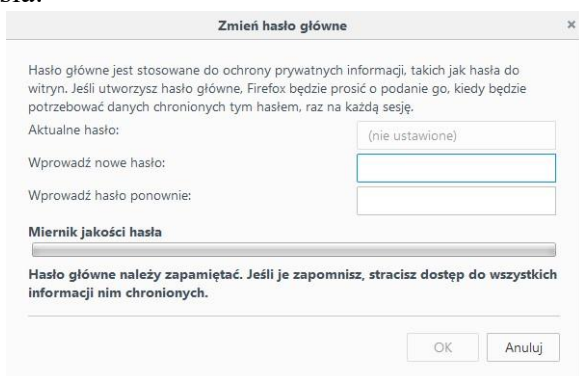 Zmień hasło główne
Hasło główne jest stosowane do ochrony prywatnych informacji, takich jak hasła do
witryn. Jeśli utworzysz hasło główne, Firefox będzie prosić o podanie go, kiedy będzie
potrzebować danych chronionych tym hasłem, raz na każdą sesję.
Aktualne hasło:
(nie ustawione)
Wprowadź nowe hasło:
Wprowadź hasło ponownie:
Miernik jakości hasła
Hasło główne należy zapamiętać. Jeśli je zapomnisz, stracisz dostęp do wszystkich
informacji nim chronionych.
OK
Anuluj